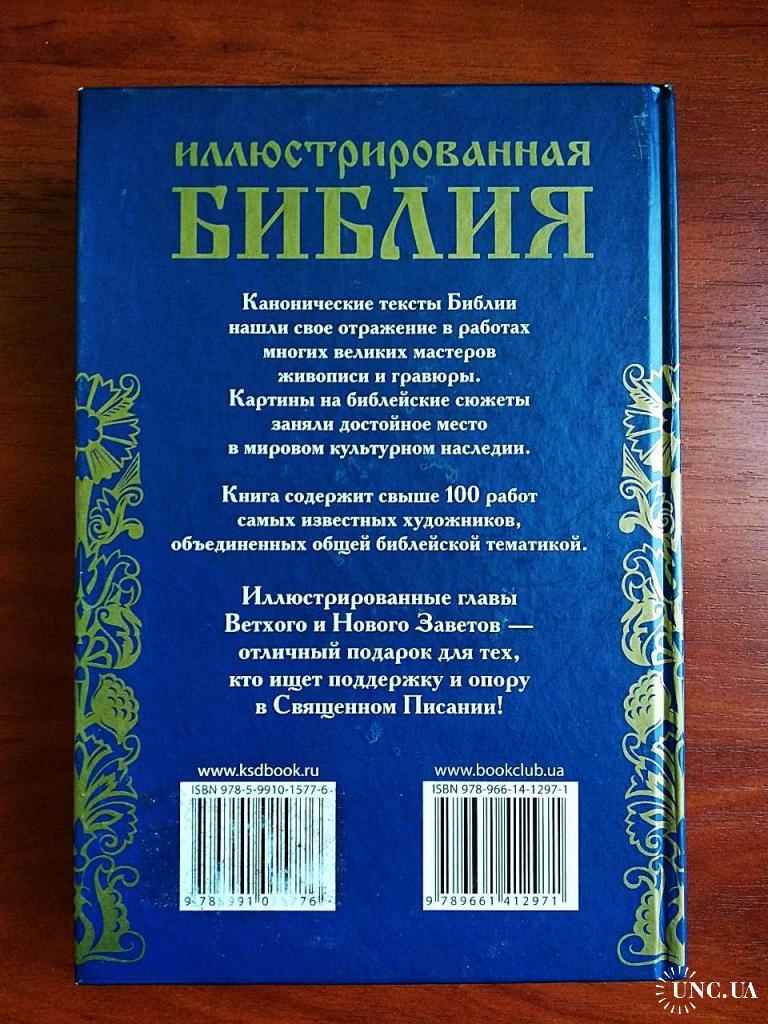 иллюстрированная
БИБЛИЯ
Канонические тексты Библии
нашли свое отражение в работах
многих великих мастеров
живописи и гравюры.
Картины на библейские сюжеты
заняли достойное место
в мировом культурном наследии.
Книга содержит свыше 100 работ
самых известных художников,
объединенных общей библейской тематикой.
Иллюстрированные главы
Ветхого и Нового Заветов —
отличный подарок для тех,
кто ищет поддержку и опору
в Священном Писании!
www.ksdbook.ru
ISBN 978-5-9910-1577-6
9 785991 015776
www.bookclub.ua
ISBN 978-966-14-1297-1
9 789661 412971
UNC.UA